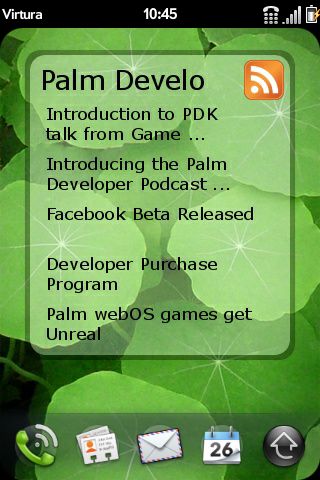 Virtura 10:45
Palm Develo
Introduction to PDK
talk from Game ...
Introducing the Palm
Developer Podcast ...
Facebook Beta Released
Developer Purchase
Program
Palm webOS games get
Unreal
26